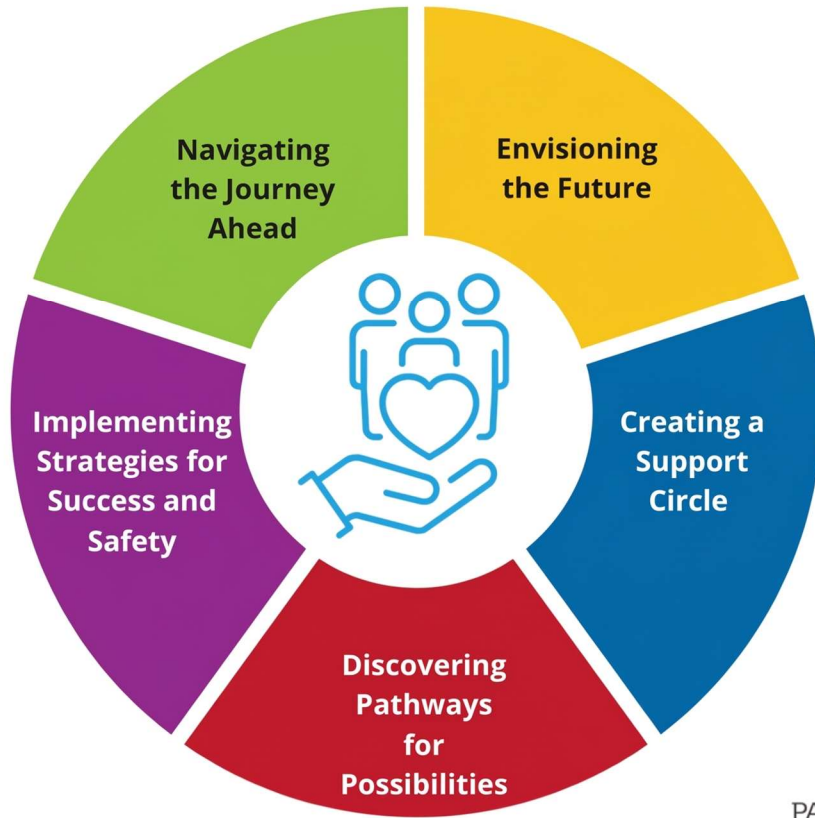 Navigating
the Journey
Ahead
Envisioning
the Future
Implementing
Strategies for
Success and
Safety
Creating a
Support
Circle
Discovering
Pathways
for
Possibilities